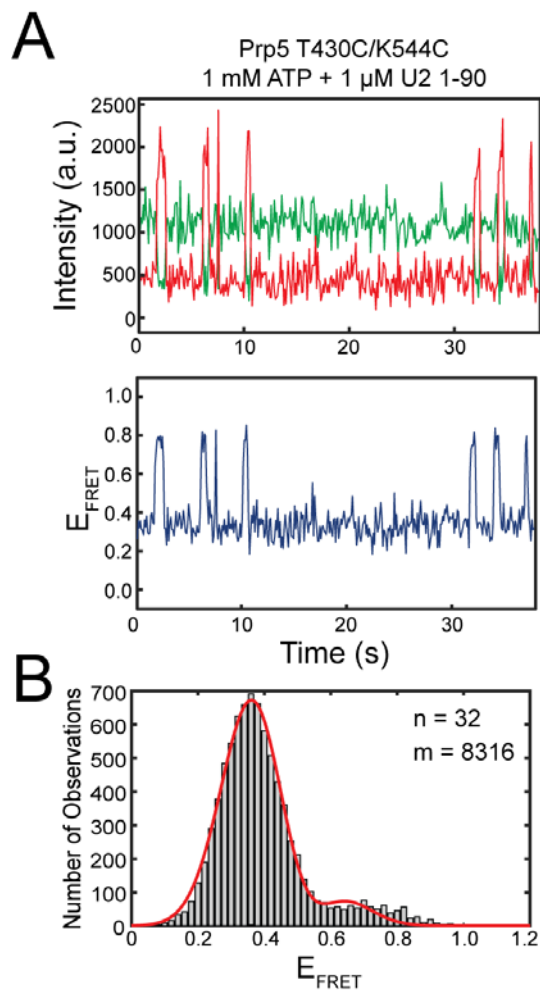 A
Prp5 T430C/K544C
1 mM ATP + 1 µM U2 1-90
Intensity (a.u.)
2500
2000
1500
1000
500
0
0 10 20 30
E FRET
1.0
0.8
0.6
0.4
0.2
0.0
0 10 20 30
Time (s)
B
Number of Observations
700
600
500
400
300
200
100
0
n = 32
m = 8316
0 0.2 0.4 0.6 0.8 1.0 1.2
E FRET